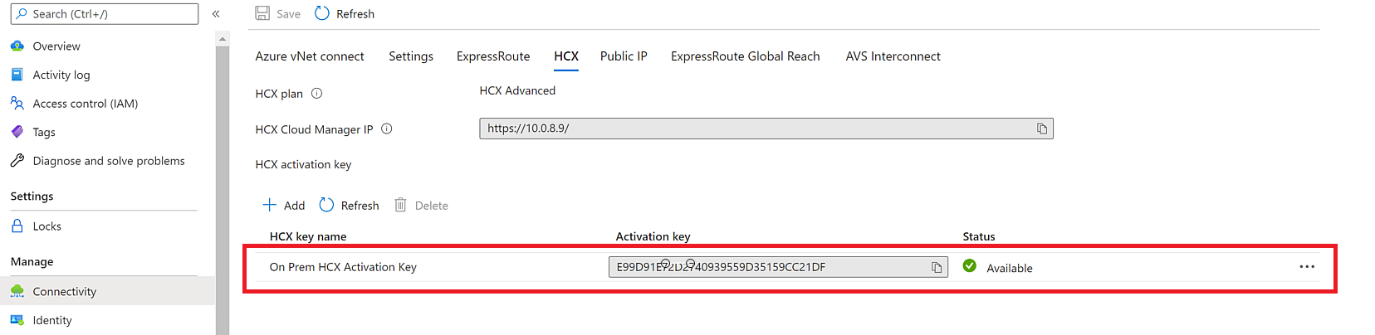 Search (Ctrl+/)
«
Save
Refresh
Overview
Activity log
Access control (IAM)
Tags
Diagnose and solve problems
Settings
Locks
Manage
Connectivity
Identity
Azure vNet connect
Settings
ExpressRoute
HCX
Public IP
ExpressRoute Global Reach
AVS Interconnect
HCX plan
HCX Advanced
HCX Cloud Manager IP
https://10.0.8.9/
HCX activation key
Add
Refresh
Delete
HCX key name
Activation key
Status
On Prem HCX Activation Key
Available